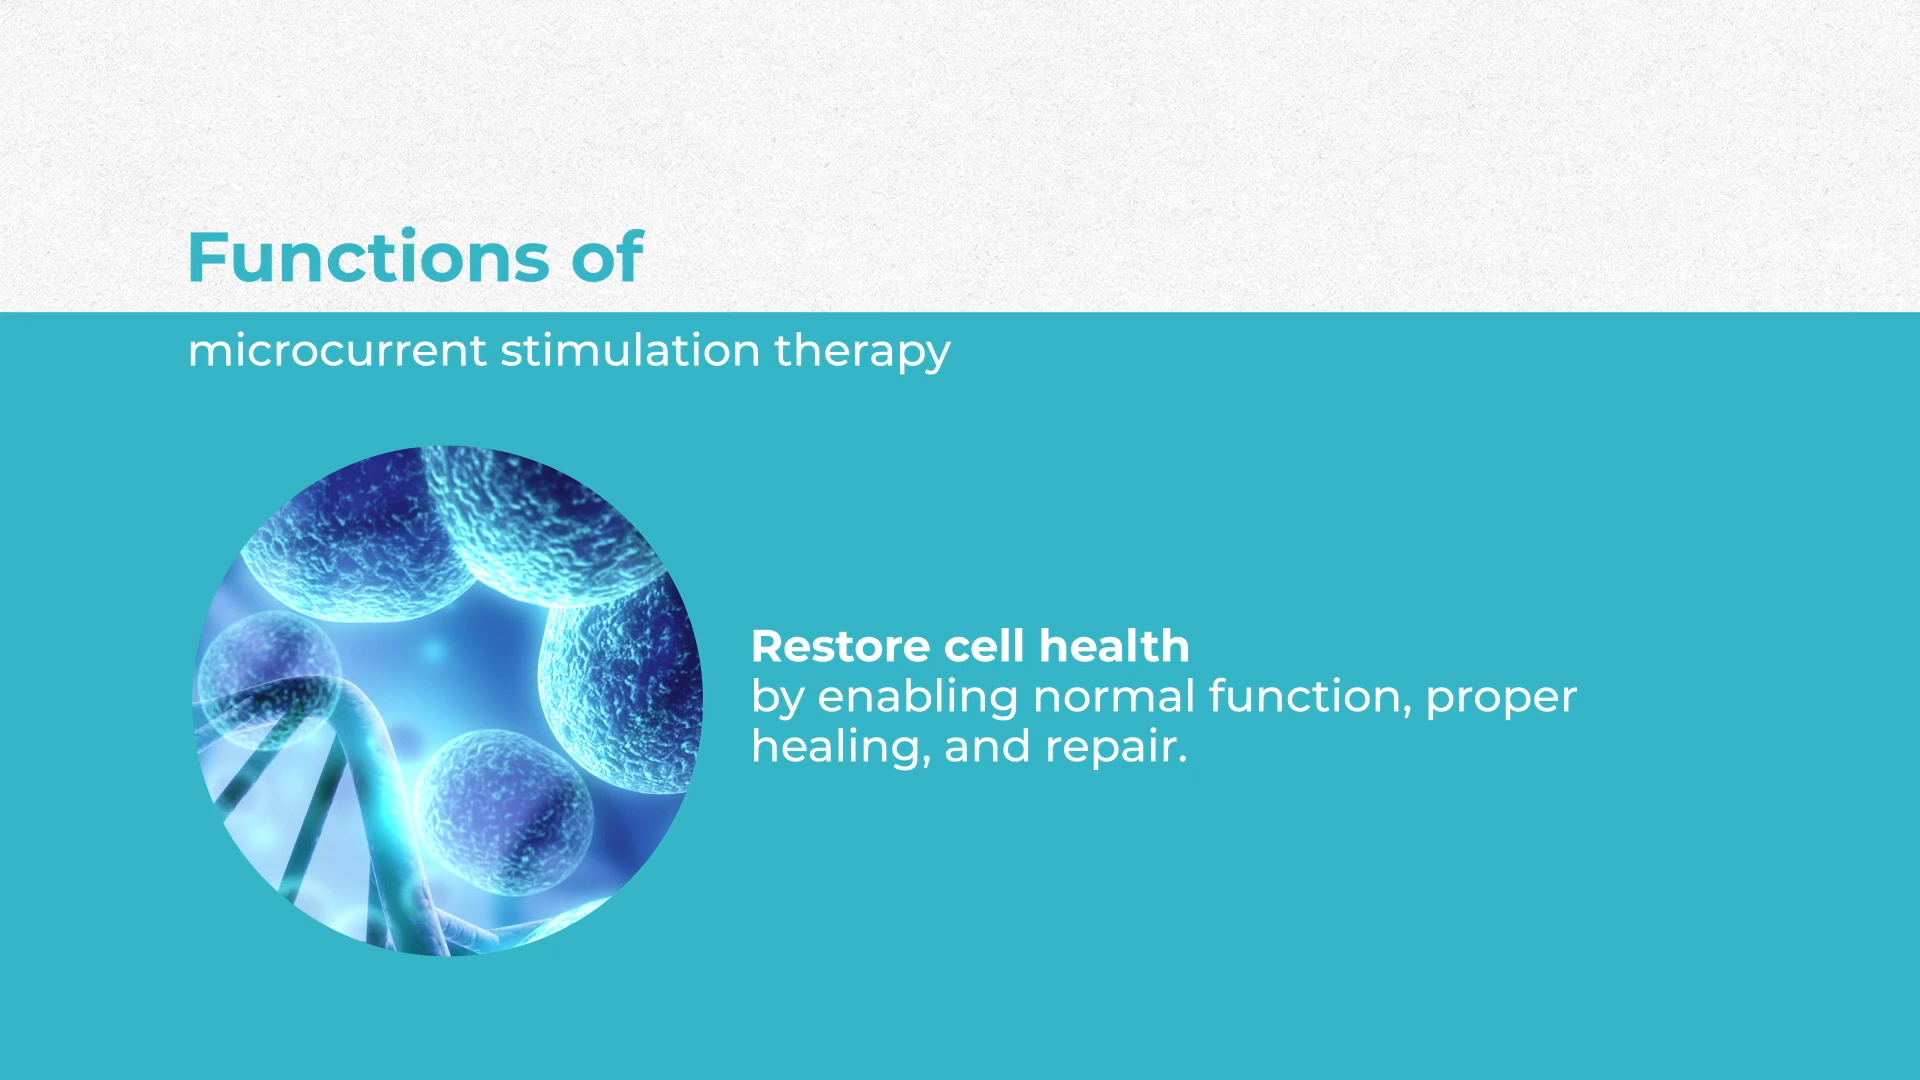 Functions of
microcurrent stimulation therapy
Restore cell health
by enabling normal function, proper
healing, and repair.